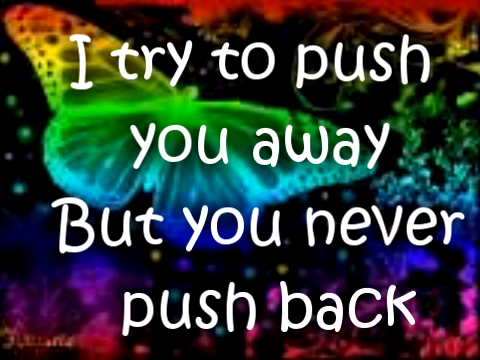 I try to push
you away
But you never
push back